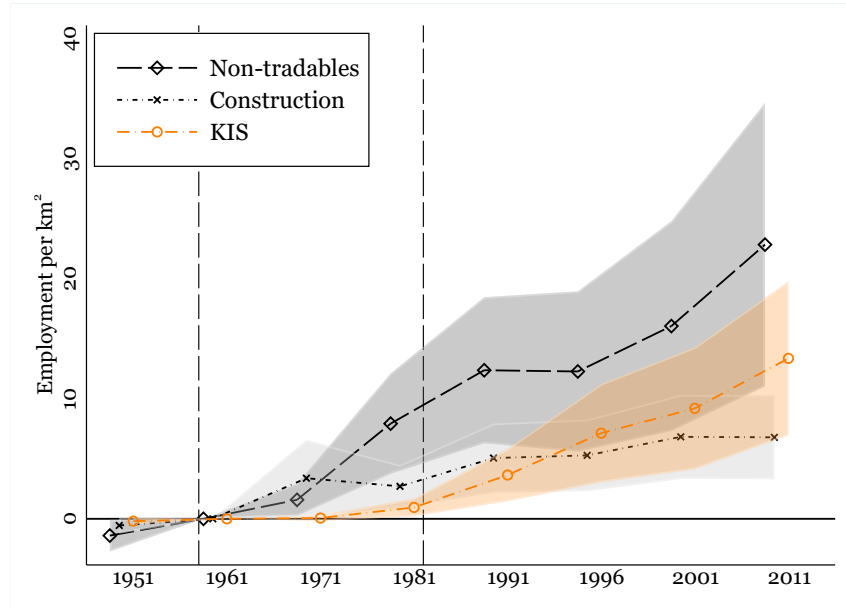 40
30
20
10
0
Employment per km²
Non-tradables
Construction
KIS
1951 1961 1971 1981 1991 1996 2001 2011